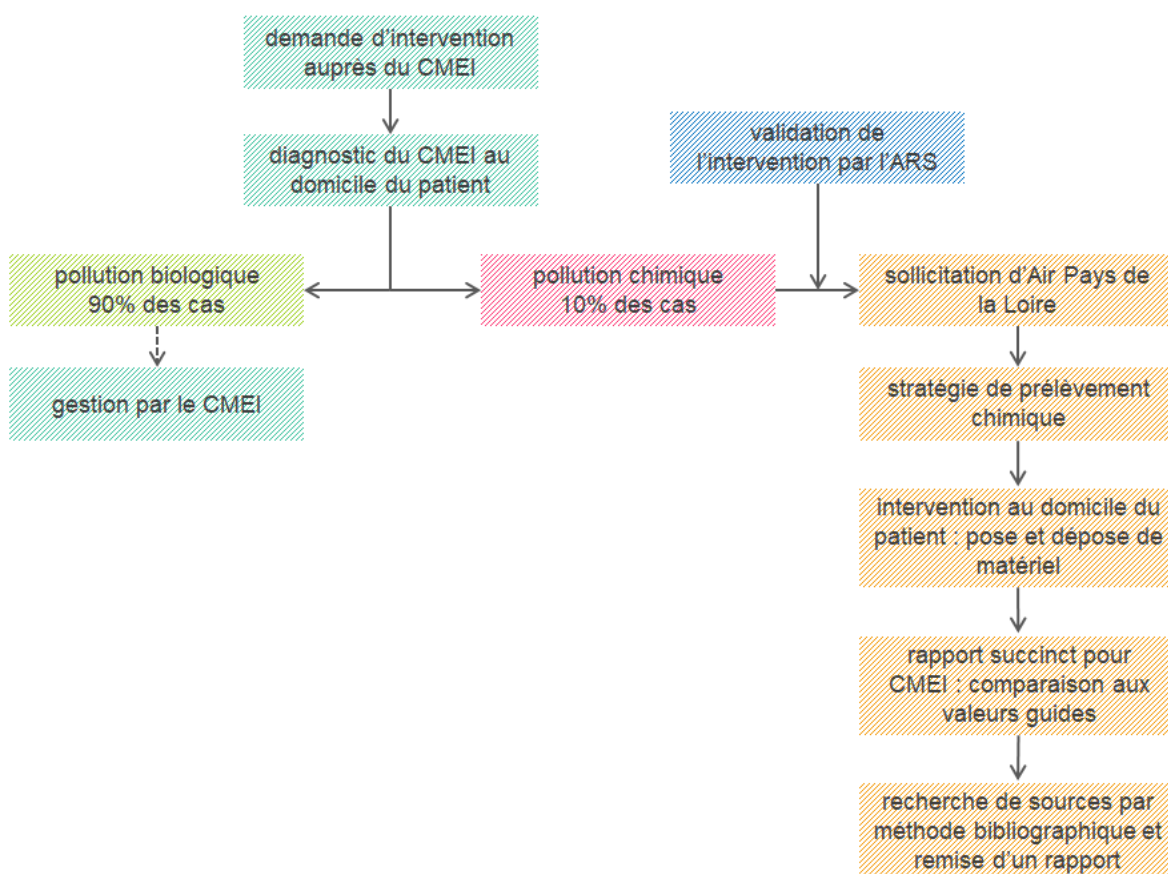 demande d'intervention
auprès du CMEI
diagnostic du CMEI au
domicile du patient
validation de
l'intervention par l'ARS
pollution biologique
90% des cas
pollution chimique
10% des cas
sollicitation d'Air Pays de
la Loire
gestion par le CMEI
stratégie de prélèvement
chimique
intervention au domicile du
patient : pose et dépose de
matériel
rapport succinct pour
CMEI : comparaison aux
valeurs guides
recherche de sources par
méthode bibliographique et
remise d'un rapport